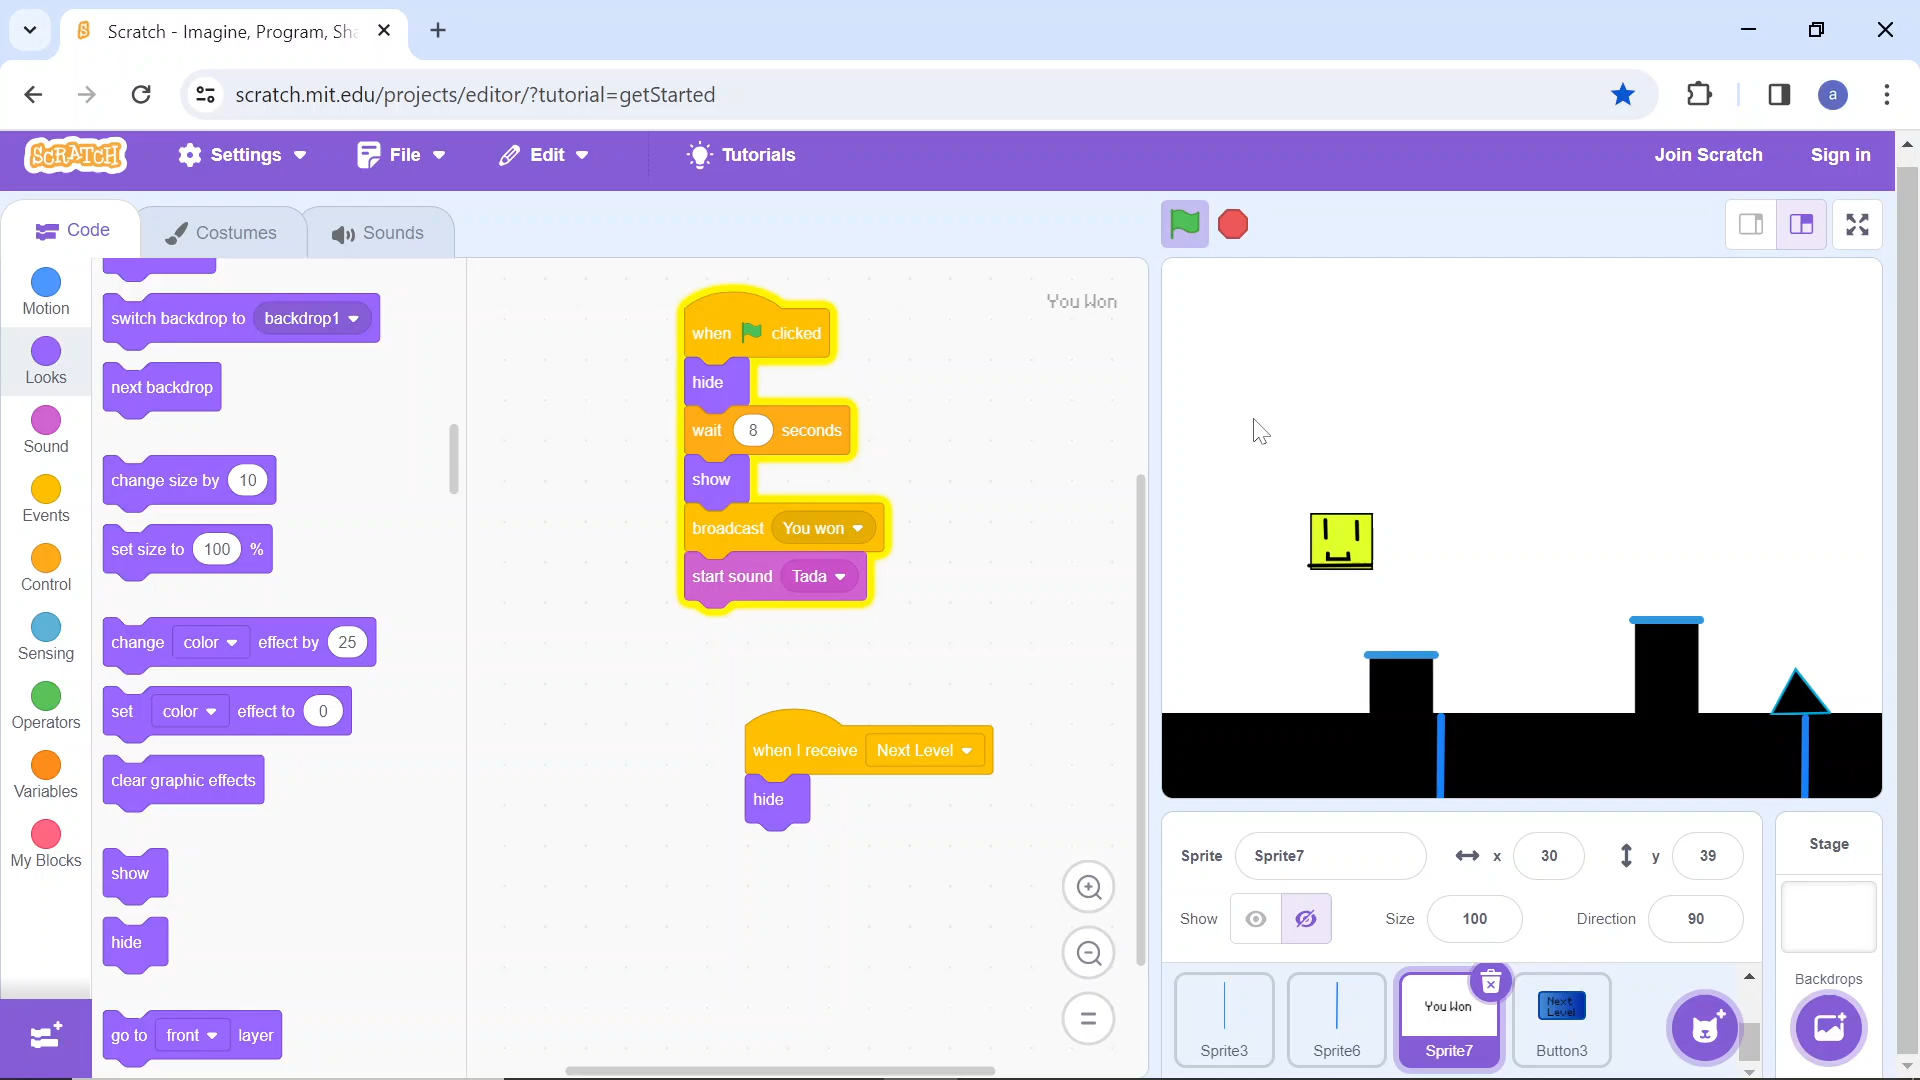 Scratch - Imagine, Program, Sha
scratch.mit.edu/projects/editor/?tutorial=getStarted
a
SCRATCH
Settings
File
Edit
Tutorials
Join Scratch
Sign in
Code
Costumes
Sounds
Motion
Looks
Sound
Events
Control
Sensing
Operators
Variables
My Blocks
switch backdrop to backdrop1
next backdrop
change size by 10
set size to 100 %
change color effect by 25
set color effect to 0
clear graphic effects
show
hide
go to front layer
You Won
when clicked
hide
wait 8 seconds
show
broadcast You won
start sound Tada
when I receive Next Level
hide
Sprite Sprite7 x 30 y 39
Show Size 100 Direction 90
Sprite3
Sprite6
You Won
Sprite7
Next
Level
Button3
Stage
Backdrops